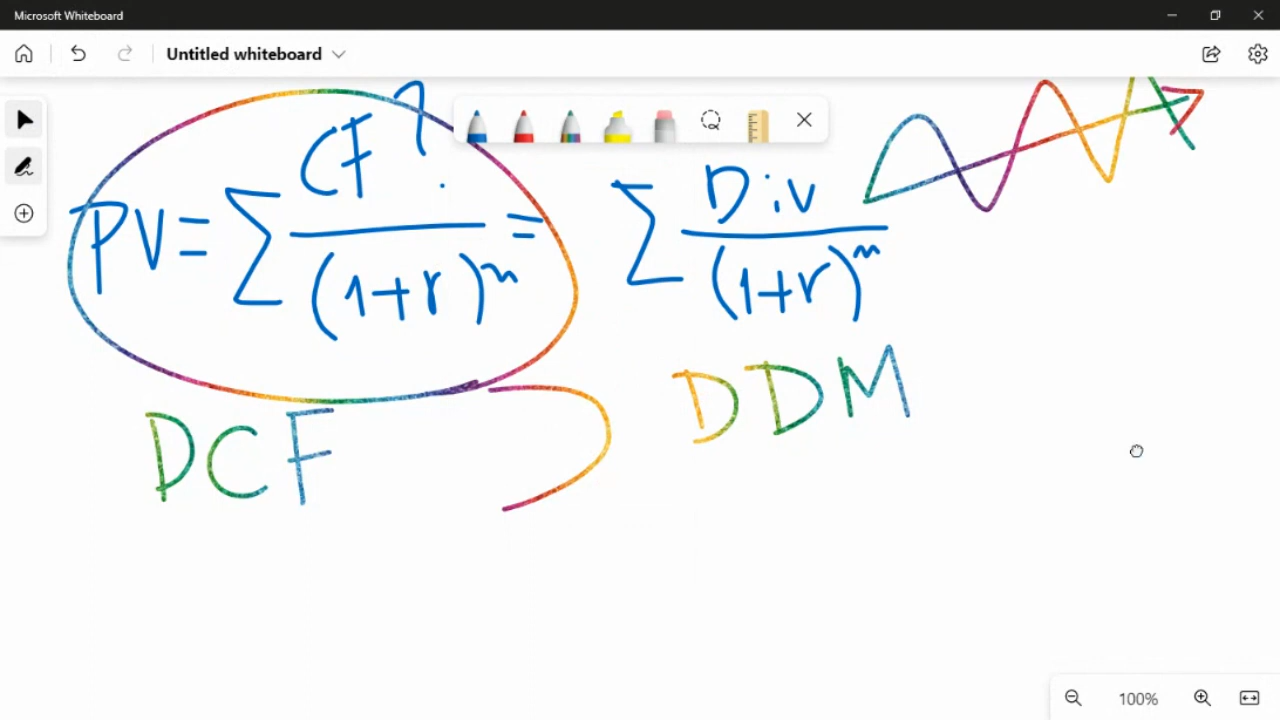 Microsoft Whiteboard
Untitled whiteboard
PV = ∑ CF ? / (1+r)^n = ∑ Div / (1+r)^n
DCF
DDM
100%